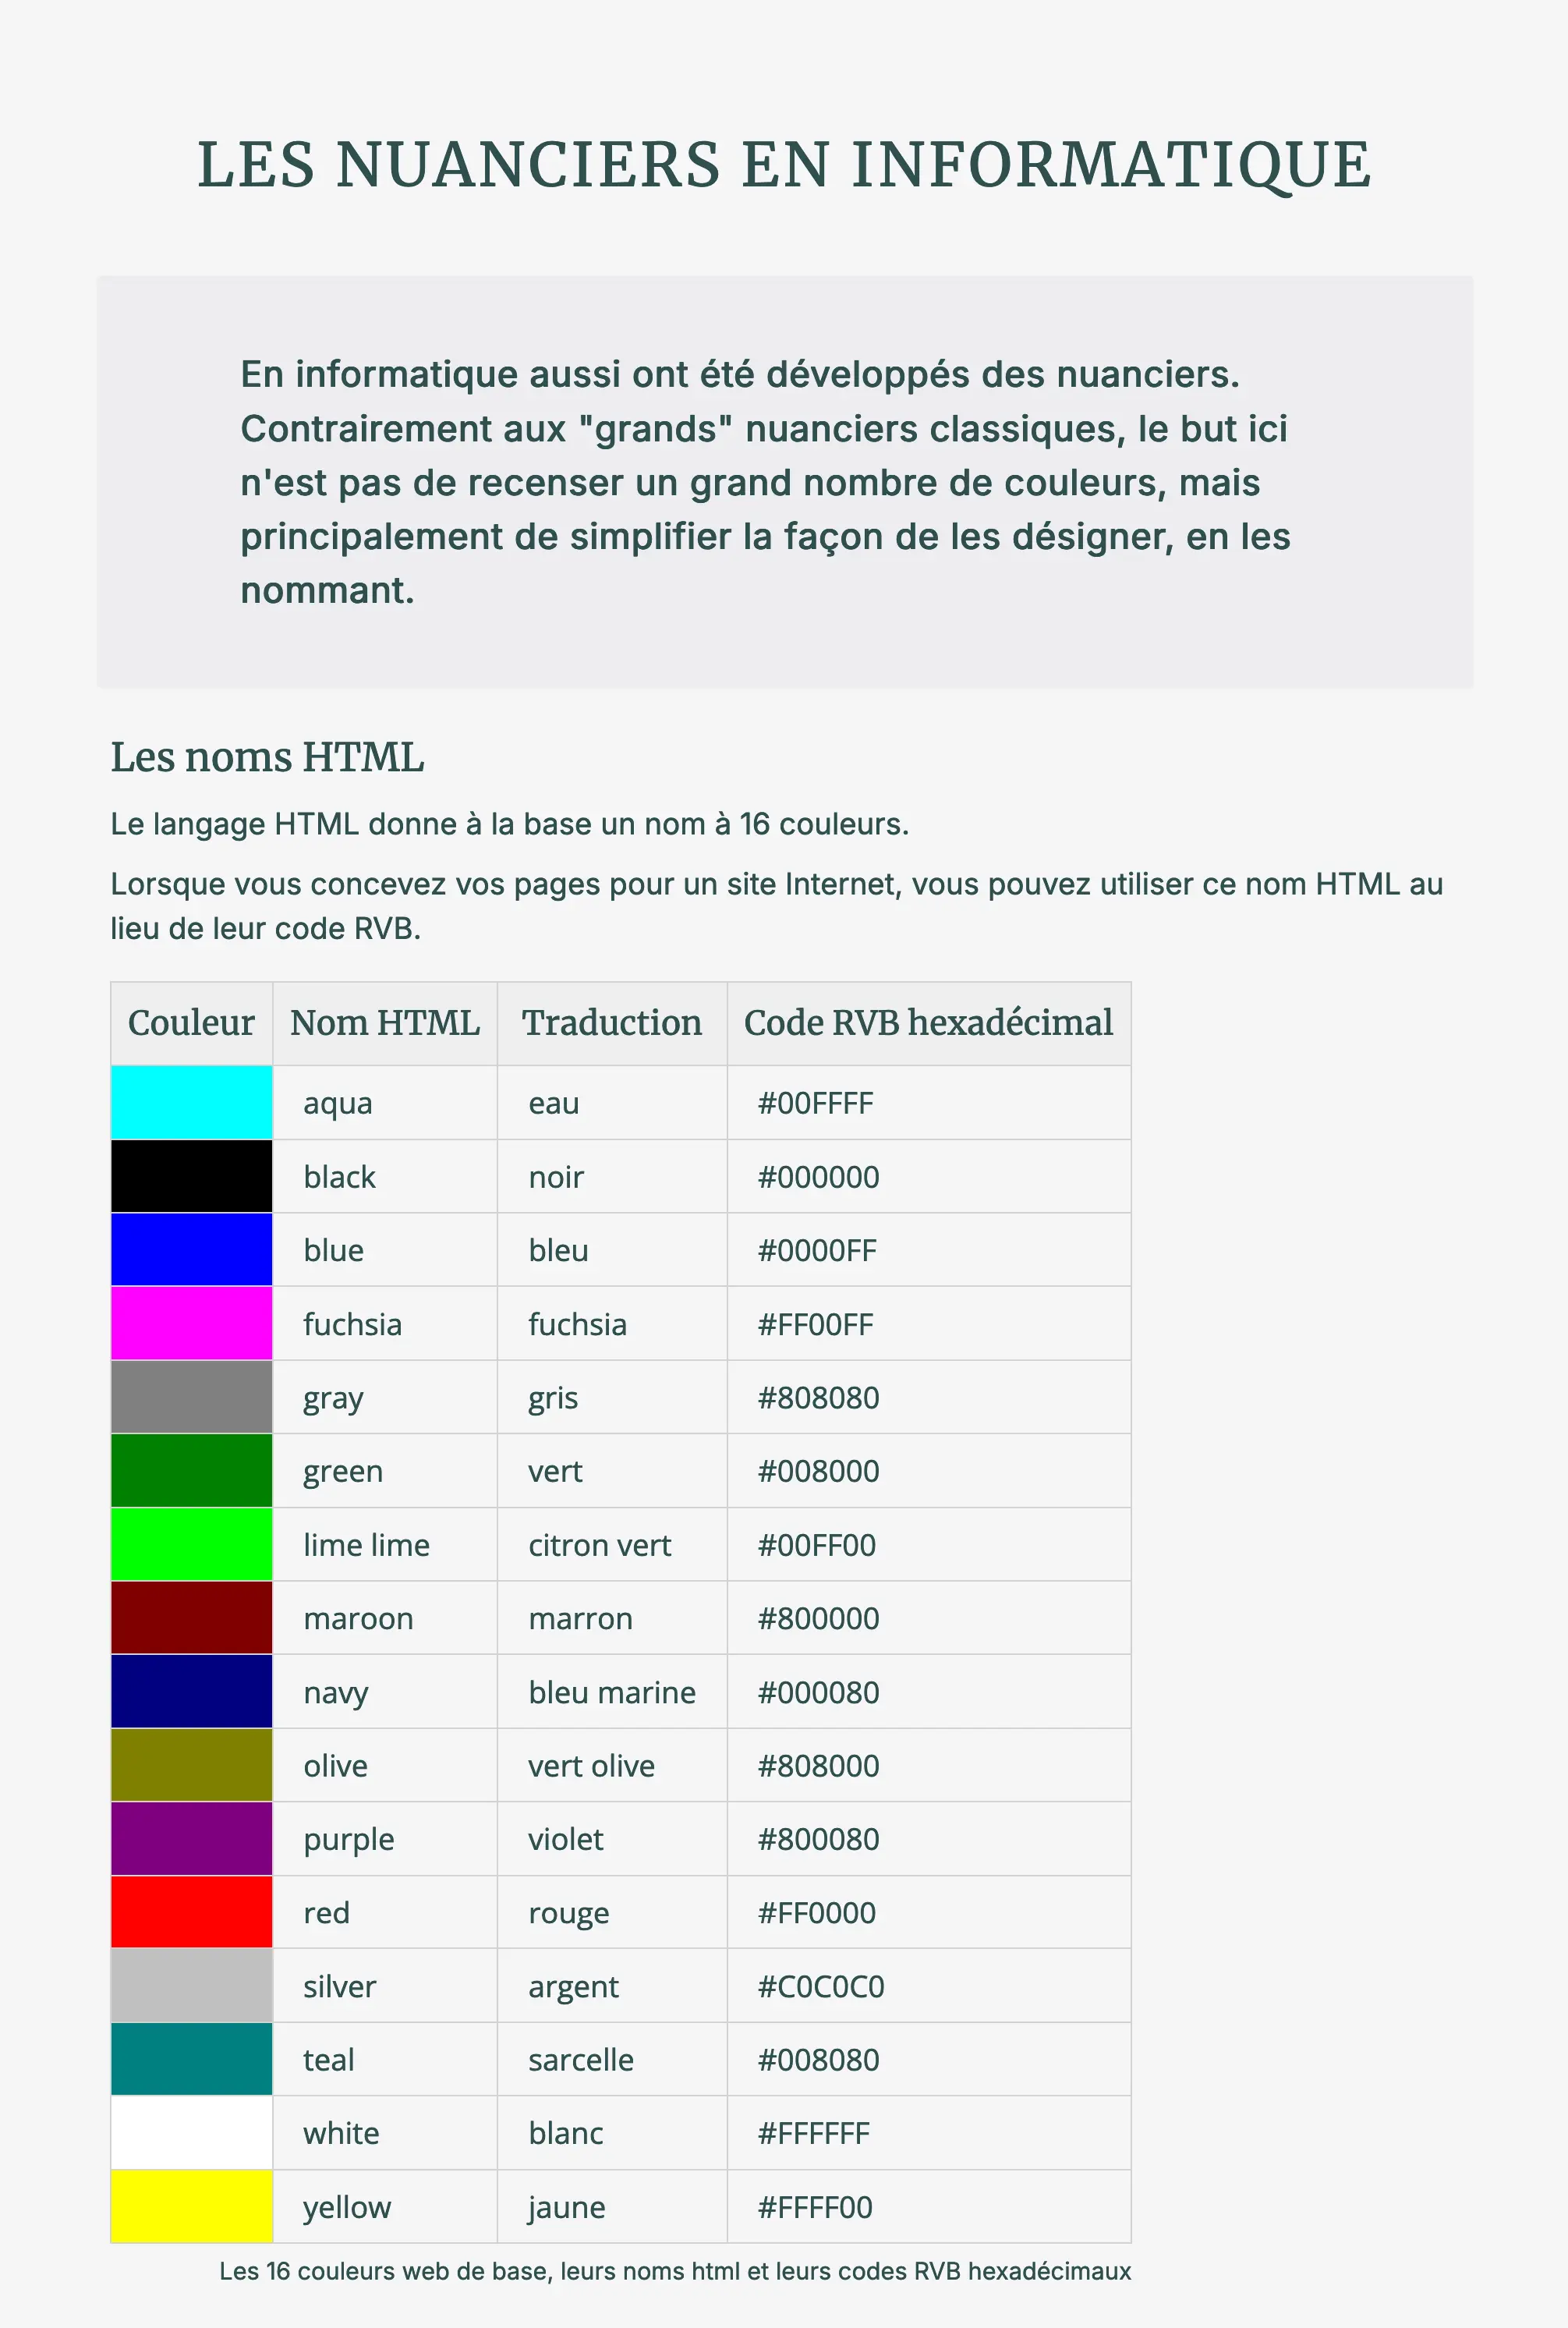 LES NUANCIERS EN INFORMATIQUE
En informatique aussi ont été développés des nuanciers.
Contrairement aux "grands" nuanciers classiques, le but ici
n'est pas de recenser un grand nombre de couleurs, mais
principalement de simplifier la façon de les désigner, en les
nommant.
Les noms HTML
Le langage HTML donne à la base un nom à 16 couleurs.
Lorsque vous concevez vos pages pour un site Internet, vous pouvez utiliser ce nom HTML au
lieu de leur code RVB.
Couleur Nom HTML Traduction Code RVB hexadécimal
aqua eau #00FFFF
black noir #000000
blue bleu #0000FF
fuchsia fuchsia #FF00FF
gray gris #808080
green vert #008000
lime lime citron vert #00FF00
maroon marron #800000
navy bleu marine #000080
olive vert olive #808000
purple violet #800080
red rouge #FF0000
silver argent #C0C0C0
teal sarcelle #008080
white blanc #FFFFFF
yellow jaune #FFFF00
Les 16 couleurs web de base, leurs noms html et leurs codes RVB hexadécimaux